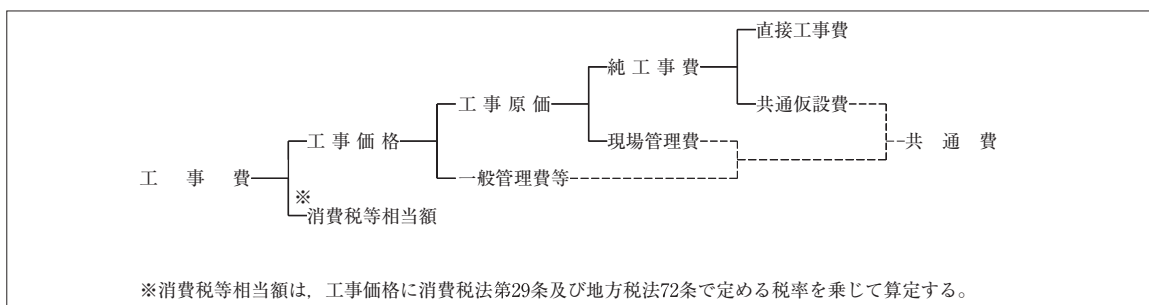 直接工事費
純工事費
工事原価
共通仮設費
工事価格
現場管理費
共通費
工事費
一般管理費等
※
消費税等相当額
※消費税等相当額は，工事価格に消費税法第29条及び地方税法72条で定める税率を乗じて算定する。